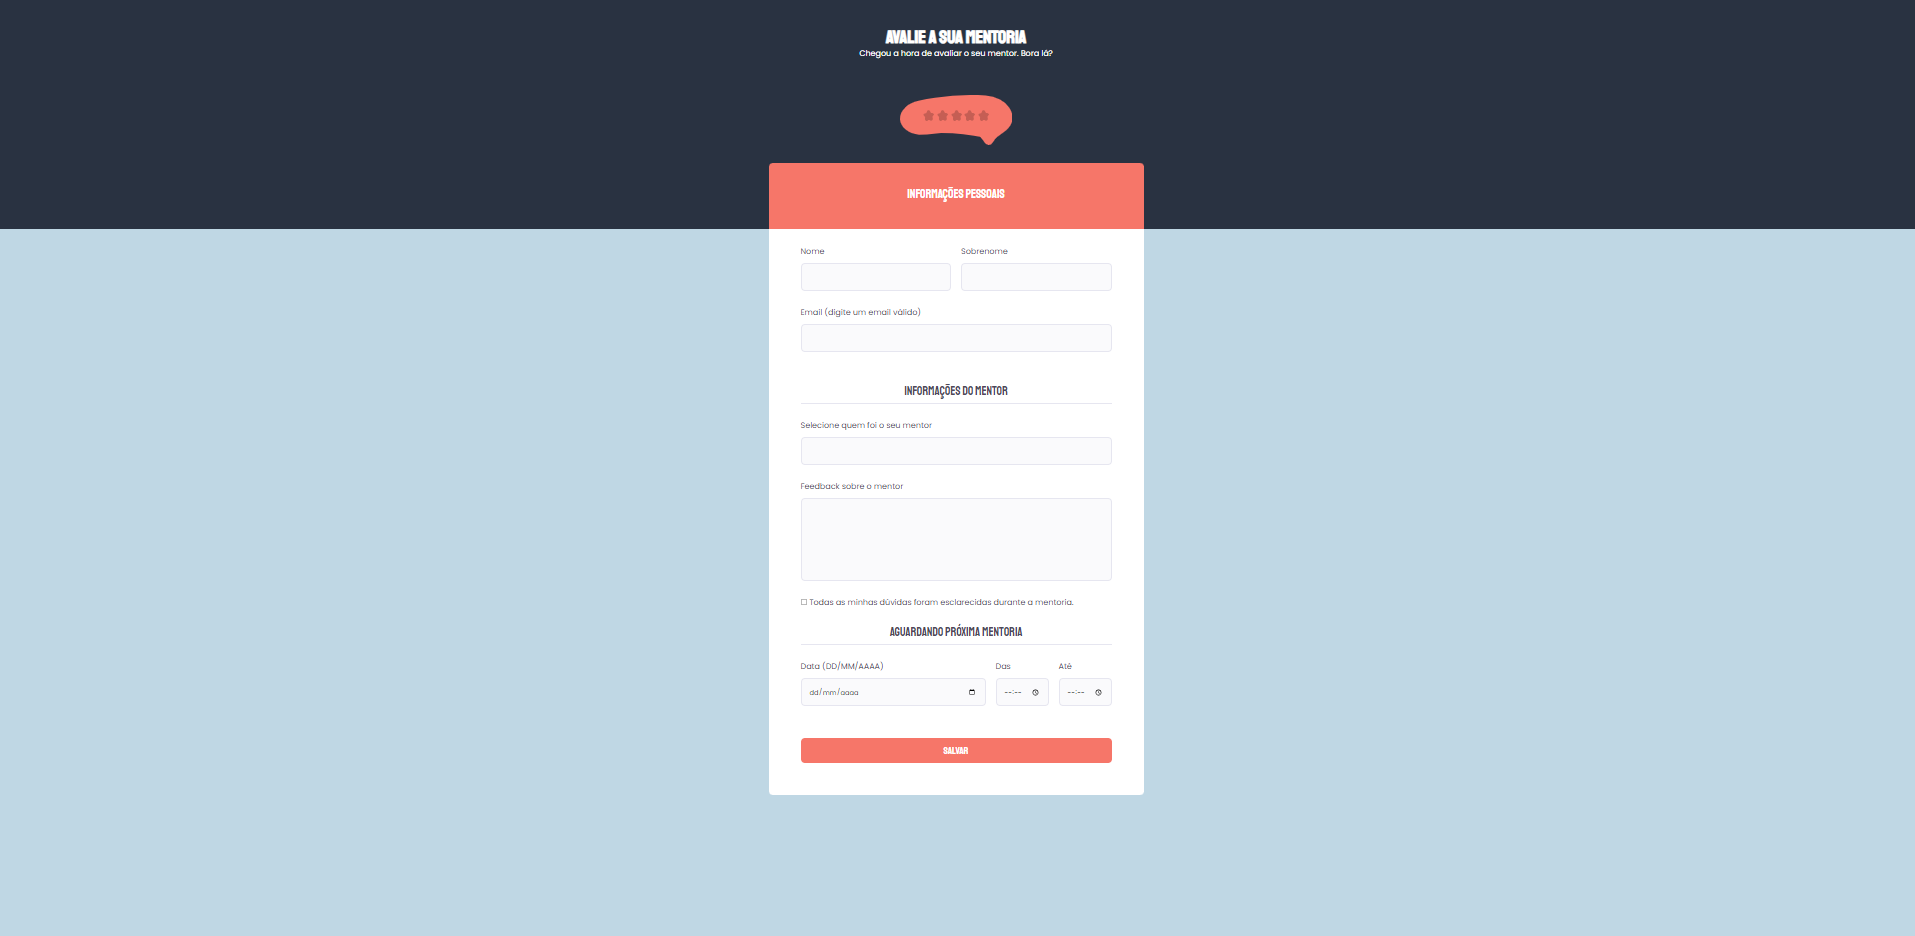 AVALIE A SUA MENTORIA
Chegou a hora de avaliar o seu mentor. Bora lá?
INFORMAÇÕES PESSOAIS
Nome Sobrenome
Email (digite um email válido)
INFORMAÇÕES DO MENTOR
Selecione quem foi o seu mentor
Feedback sobre o mentor
Todas as minhas dúvidas foram esclarecidas durante a mentoria.
AGUARDANDO PRÓXIMA MENTORIA
Data (DD/MM/AAAA) Das Até
dd/mm/aaaa --:-- --:--
SALVAR